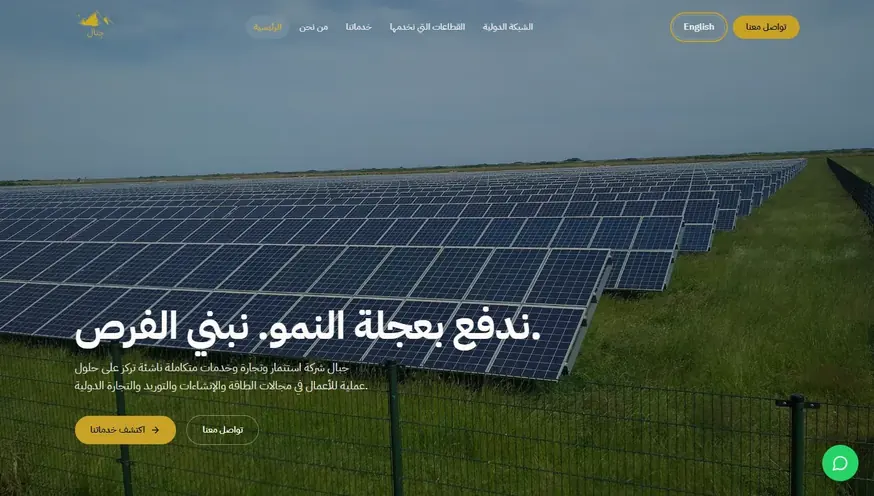 جبال
الرئيسية
من نحن
خدماتنا
القطاعات التي نخدمها
الشبكة الدولية
English
تواصل معنا
ندفع بعجلة النمو. نبني الفرص.
جبال شركة استثمار وتجارة وخدمات متكاملة ناشئة تركز على حلول
عملية للأعمال في مجالات الطاقة والإنشاءات والتوريد والتجارة الدولية.
اكتشف خدماتنا
تواصل معنا